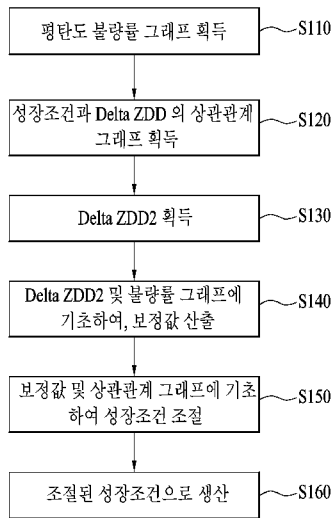 평탄도 불량률 그래프 획득
S110
성장조건과 Delta ZDD 의 상관관계
그래프 획득
S120
Delta ZDD2 획득
S130
Delta ZDD2 및 불량률 그래프에
기초하여, 보정값 산출
S140
보정값 및 상관관계 그래프에 기초
하여 성장조건 조절
S150
조절된 성장조건으로 생산
S160